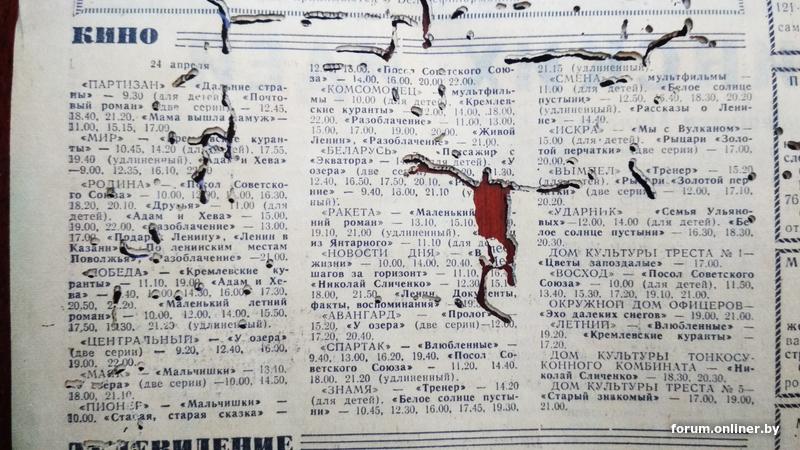 КИНО
24 апреля
«ПАРТИЗАН» «Дальние стра-
ны» — 9.30 (для детей). «Почто-
вый роман» (две серии) — 12.45,
18.40, 21.20. «Мама вышла замуж» —
11.00, 15.15, 17.00.
«МИР» — куран-
ты» — 10.45, 14.20 17.55,
19.40 (удлиненный). «Адам и Хева»
—9.00, 12.35, 16.10,
«РОДИНА» «Посол Советско-
го Союза» — 10.00, 13.00,
18.20, 20.10. «Друзья» — 11.00 (для
детей). «Адам и Хева» — 15.00,
19.00, 22.00. «Разоблачение» — 13.00,
17.00. «Подарок Ленину», «Ленин в
Казани», «По ленинским местам
Поволжья», «Разоблачение» —21.00.
«ПОБЕДА» — «Кремлевские ку-
ранты» — 11.10, 19.00. «Адам и Хе-
ва» — 16.00, 17.30,
20.50, «Маленький летний
роман» — 10.00, 12.00, 14.00, 15.50,
17.50, 19.30, 21.25 (удлиненный).
«ЦЕНТРАЛЬНЫЙ» — «У озера»
(две серии) — 9.20, 12.40, 16.00,
19.00, 22.00.
«МАЯК» — «Мальчишки» — 13.10.
«У озера» (две серии) —10.00, 14.50,
18.00, 21.10.
«ПИОНЕР» — «Мальчишки» —
10.00. «Старая, старая сказка» —
12.00, 13.00. «Посол Советского Сою-
за» — 14.00, 16.00, 18.00, 20.00, 22.00.
«КОМСОМОЛЕЦ» — мультфиль-
мы — 10.00 (для детей). «Кремлев-
ские куранты» — 12.00, 14.00, 18.00,
22.00. «Разоблачение» — 11.00, 13.00,
15.00, 17.00, 19.00, 20.00. «Живой
Ленин», «Разоблачение» — 21.00.
«БЕЛАРУСЬ» — «Пассажир с
«Экватора» — 14.00 (для детей). «У
озера» (две
12.40, 16.50, 17.50, 20.10.
ние» — 9.40, 16.00, 21.10
ный).
«РАКЕТА» — «Маленький
ний роман» — 13.10, 15.10,
19.10, 21.00 (удлиненный).
из Янтарного» — 11.10 (для
«НОВОСТИ ДНЯ» — «В
жизни» — 10.00, 14.00, 20.40.
шагов за горизонт» — 11.10,
«Николай Сличенко» — 12.30,
18.00, 21.50. «Ленин. Документы,
факты, воспоминания»
«АВАНГАРД» — «Пролог» —
15.20. «У озера» (две серии) —12.00,
17.20, 20.40.
«СПАРТАК» — «Влюбленные» —
9.40, 13.00, 16.20, 19.40. «Посол Со-
ветского Союза» — 11.20, 14.40,
18.00, 21.20 (удлиненный).
«ЗНАМЯ» — «Тренер» — 14.20
(для детей). «Белое солнце пусты-
ни» — 10.45, 12.30, 16.00, 17.45, 19.30,
21.15 (удлиненный).
«СМЕНА» — мультфильмы —
11.00 (для детей). «Белое солнце
пустыни» — 12.50, 16.40, 18.30, 20.20
(удлиненный). «Рассказы о Лени-
не» — 14.40.
«ИСКРА» — «Мы с Вулканом» —
15.00. «Рыцари «Золо-
той перчатки» (две серии) — 17.00,
20.00.
«ВЫМПЕЛ» «Тренер» — 15.20
(для детей). «Рыцари «Золотой пер-
чатки» — 12.00, 17.10,
20.20.
«УДАРНИК» «Семья Ульяно-
вых» —12.00, 14.00 (для детей). «Бе-
лое солнце пустыни» — 16.30, 18.30,
20.30.
ДОМ КУЛЬТУРЫ ТРЕСТА № 1—
«Цветы запоздалые» — 17.00.
«ВОСХОД» — «Посол Советского
Союза» — 10.00 (для детей), 11.50,
13.40, 15.30, 17.20, 19.10, 21.00.
ОКРУЖНОЙ ДОМ ОФИЦЕРОВ—
«Эхо далеких снегов» — 19.00, 21.00.
«ЛЕТНИЙ» — «Влюбленные» —
19.20. «Кремлевские куранты» —
17.20.
ДОМ КУЛЬТУРЫ ТОНКОСУ-
КОННОГО КОМБИНАТА — «Ни-
колай Сличенко» — 18.30, 20.30.
ДОМ КУЛЬТУРЫ ТРЕСТА № 5—
«Старый знакомый» — 17.00, 19.00,
21.00.
ТЕЛЕВИДЕНИЕ
forum.onliner.by